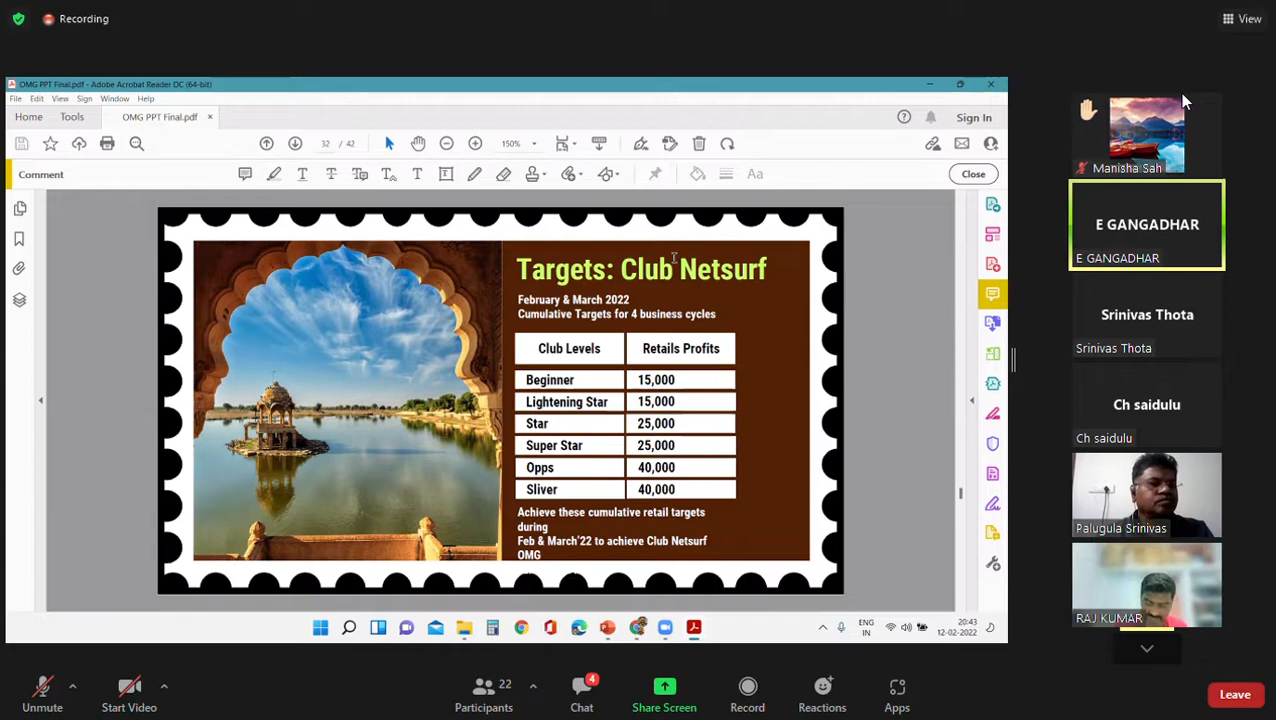 Recording
View
OMG PPT Final.pdf - Adobe Acrobat Reader DC (64-bit)
File Edit View Sign Window Help
Home Tools OMG PPT Final.pdf × Sign In
32 / 42 150%
Comment Close
Targets: Club Netsurf
February & March 2022
Cumulative Targets for 4 business cycles
Club Levels Retails Profits
Beginner 15,000
Lightening Star 15,000
Star 25,000
Super Star 25,000
Opps 40,000
Sliver 40,000
Achieve these cumulative retail targets
during
Feb & March'22 to achieve Club Netsurf
OMG
ENG
IN
20:43
12-02-2022
Manisha Sah
E GANGADHAR
E GANGADHAR
Srinivas Thota
Srinivas Thota
Ch saidulu
Ch saidulu
Palugula Srinivas
RAJ KUMAR
Unmute Start Video 22 Participants 4 Chat Share Screen Record Reactions Apps Leave